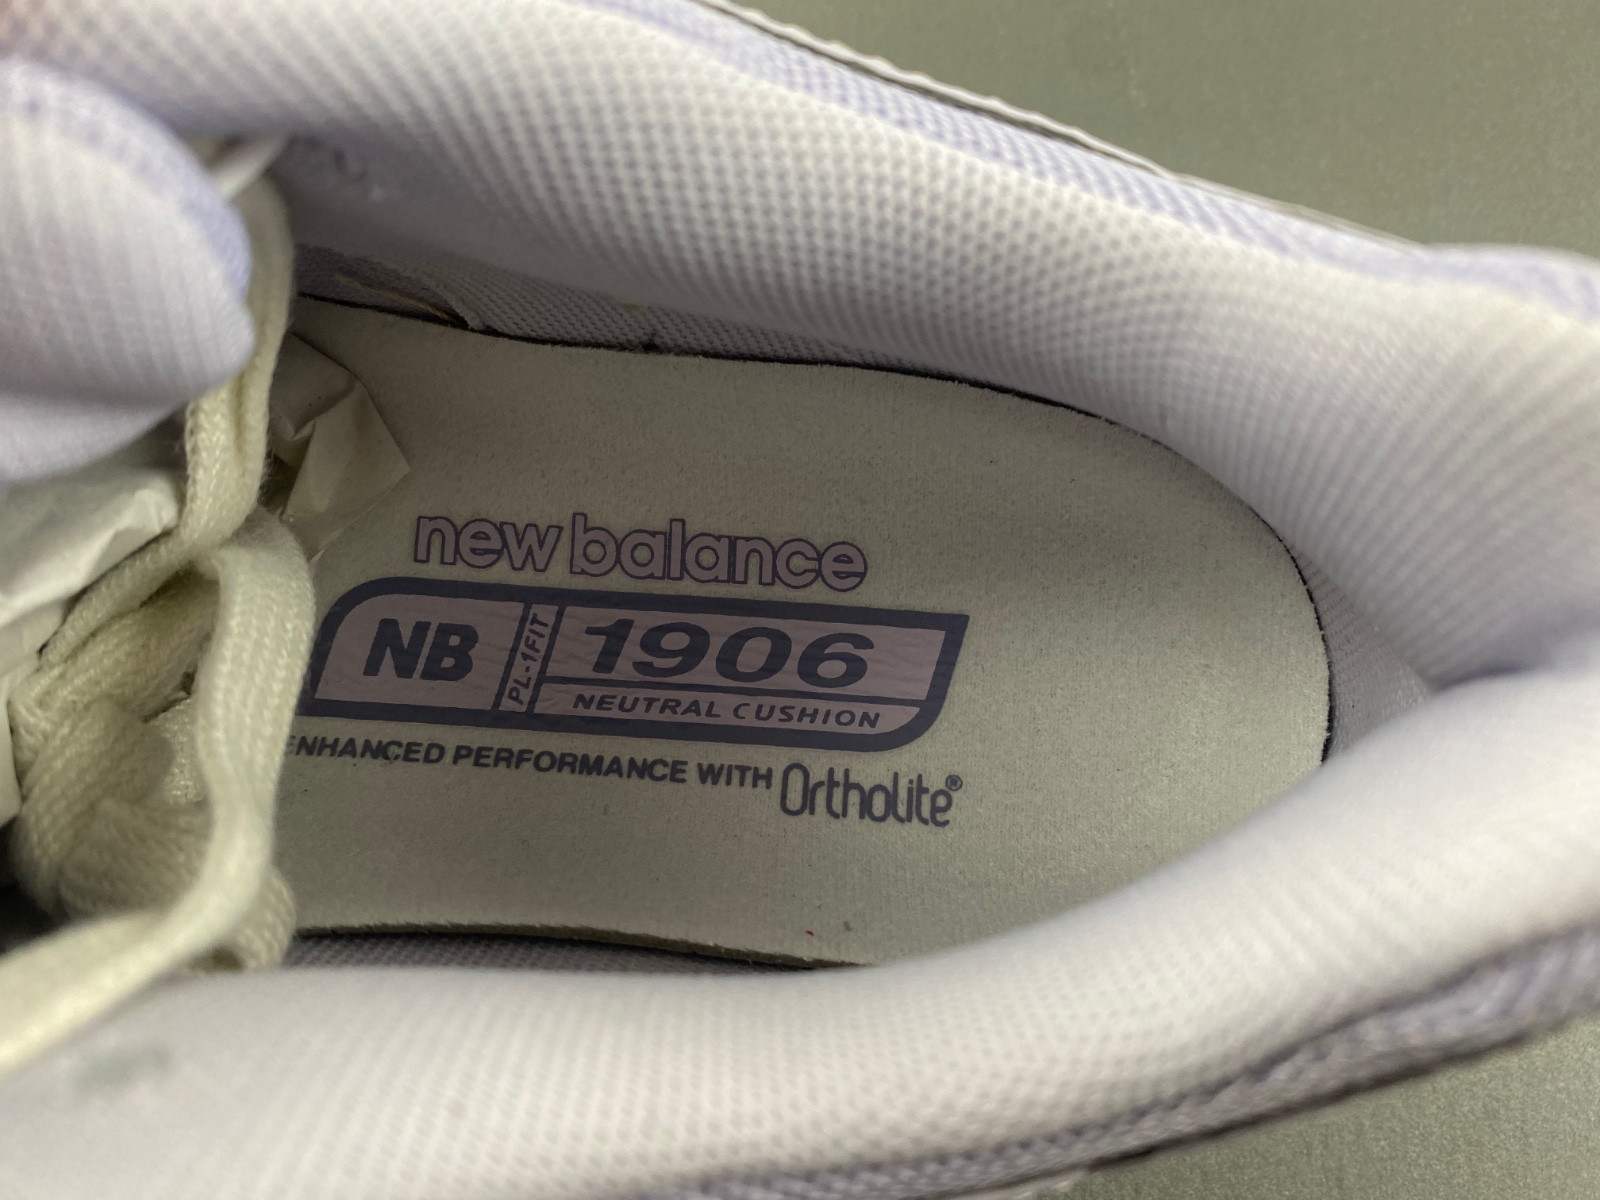 new balance
NB PL-1FIT 1906
NEUTRAL CUSHION
ENHANCED PERFORMANCE WITH Ortholite®